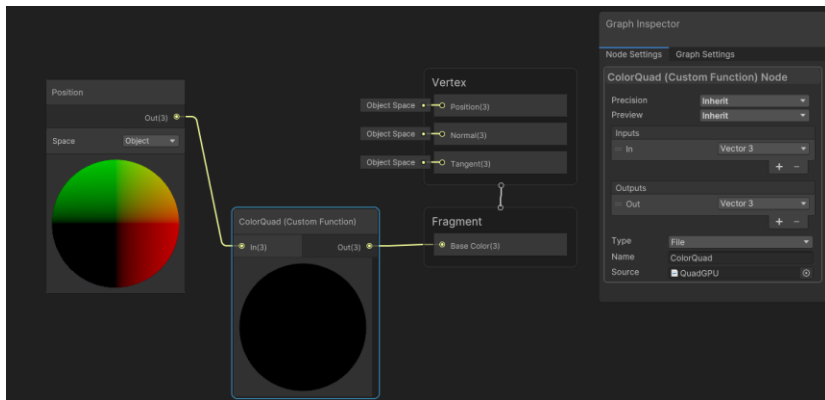 Position
Out(3)
Space
Object
ColorQuad (Custom Function)
In(3)
Out(3)
Vertex
Object Space
Position(3)
Object Space
Normal(3)
Object Space
Tangent(3)
Fragment
Base Color(3)
Graph Inspector
Node Settings
Graph Settings
ColorQuad (Custom Function) Node
Precision
Inherit
Preview
Inherit
Inputs
In
Vector 3
+ −
Outputs
Out
Vector 3
+ −
Type
File
Name
ColorQuad
Source
QuadGPU